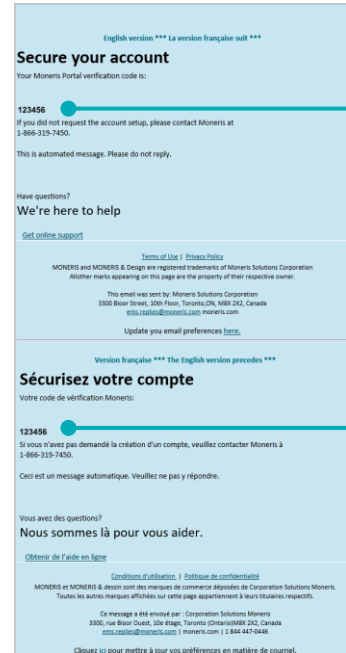 English version *** La version française suit ***
Secure your account
Your Moneris Portal verification code is:
123456
If you did not request the account setup, please contact Moneris at
1-866-319-7450.
This is automated message. Please do not reply.
Have questions?
We're here to help
Get online support
Terms of Use | Privacy Policy
MONERIS and MONERIS & Design are registered trademarks of Moneris Solutions Corporation
Allother marks appearing on this page are the property of their respective owner.
This email was sent by: Moneris Solutions Corporation
3300 Bloor Street, 10th Floor, Toronto,ON, M8X 2X2, Canada
ems.replies@moneris.com moneris.com
Update you email preferences here.
Version française *** The English version precedes ***
Sécurisez votre compte
Votre code de vérification Moneris:
123456
Si vous n'avez pas demandé la création d'un compte, veuillez contacter Moneris à
1-866-319-7450.
Ceci est un message automatique. Veuillez ne pas y répondre.
Vous avez des questions?
Nous sommes là pour vous aider.
Obtenir de l'aide en ligne
Conditions d'utilisation | Politique de confidentialité
MONERIS et MONERIS & dessin sont des marques de commerce déposées de Corporation Solutions Moneris.
Toutes les autres marques affichées sur cette page appartiennent à leurs titulaires respectifs.
Ce message a été envoyé par : Corporation Solutions Moneris
3300, rue Bloor Ouest, 10e étage, Toronto (Ontario)M8X 2X2, Canada
ems.replies@moneris.com | moneris.com | 1 844 447-0446
Cliquez ici pour mettre à jour vos préférences en matière de courriel.